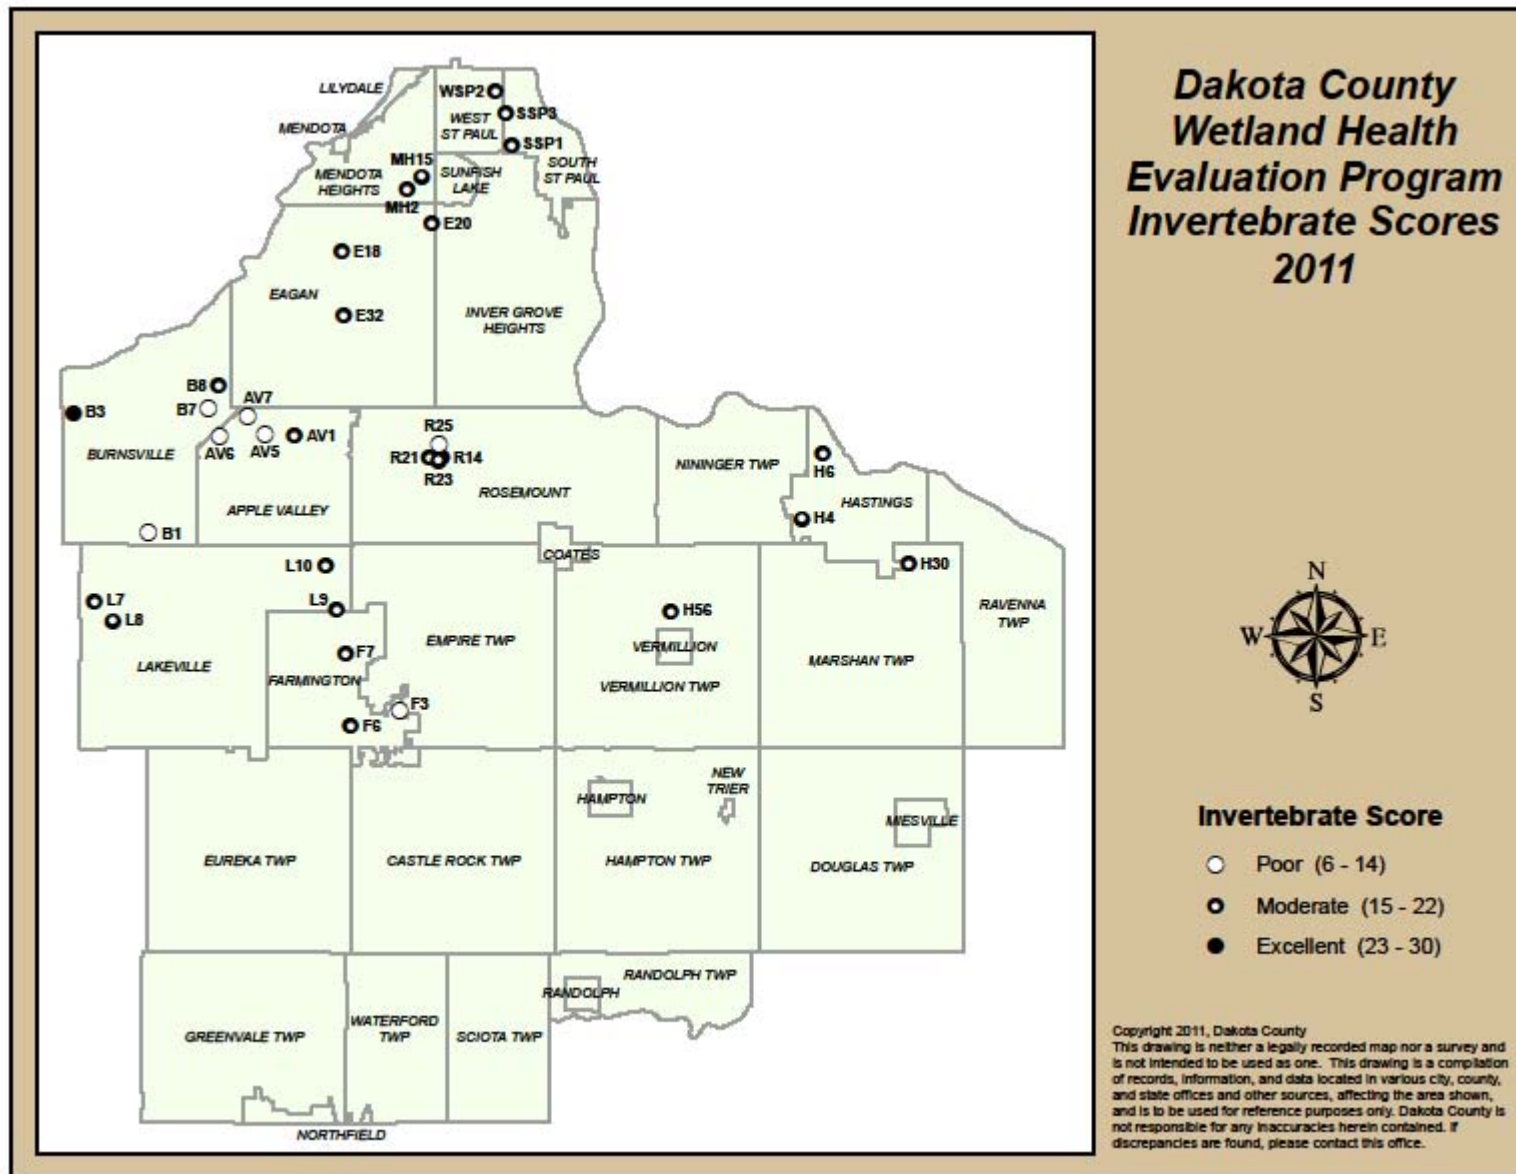 Dakota County
Wetland Health
Evaluation Program
Invertebrate Scores
2011
LILYDALE
WSP2
WEST
ST PAUL
SSP3
MENDOTA
SSP1
MH15
MENDOTA
HEIGHTS
SUNFISH
LAKE
SOUTH
ST PAUL
MH2
E20
E18
EAGAN
E32
INVER GROVE
HEIGHTS
B8
AV7
B7
B3
R25
AV1
AV6
AV5
BURNSVILLE
R21
R14
R23
H6
NININGER TWP
ROSEMOUNT
HASTINGS
APPLE VALLEY
H4
B1
COATES
L10
H30
L7
L9
L8
H56
RAVENNA
TWP
EMPIRE TWP
VERMILLION
F7
LAKEVILLE
MARSHAN TWP
FARMINGTON
VERMILLION TWP
F3
F6
NEW
TRIER
HAMPTON
MIESVILLE
EUREKA TWP
CASTLE ROCK TWP
HAMPTON TWP
DOUGLAS TWP
RANDOLPH TWP
RANDOLPH
GREENVALE TWP
WATERFORD
TWP
SCIOTA TWP
NORTHFIELD
N
W
E
S
Invertebrate Score
Poor (6 - 14)
Moderate (15 - 22)
Excellent (23 - 30)
Copyright 2011, Dakota County
This drawing is neither a legally recorded map nor a survey and
is not intended to be used as one. This drawing is a compilation
of records, information, and data located in various city, county,
and state offices and other sources, affecting the area shown,
and is to be used for reference purposes only. Dakota County is
not responsible for any inaccuracies herein contained. If
discrepancies are found, please contact this office.